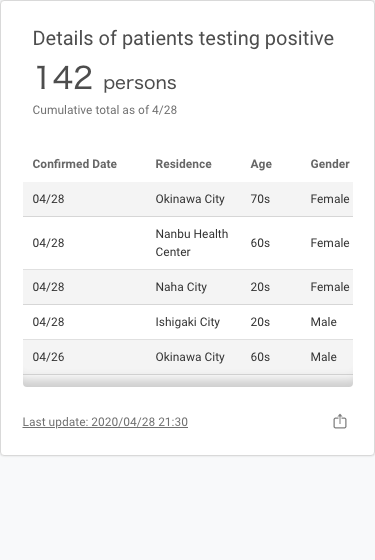 Details of patients testing positive
142 persons
Cumulative total as of 4/28
Confirmed Date Residence Age Gender
04/28 Okinawa City 70s Female
04/28 Nanbu Health Center 60s Female
04/28 Naha City 20s Female
04/28 Ishigaki City 20s Male
04/26 Okinawa City 60s Male
Last update: 2020/04/28 21:30